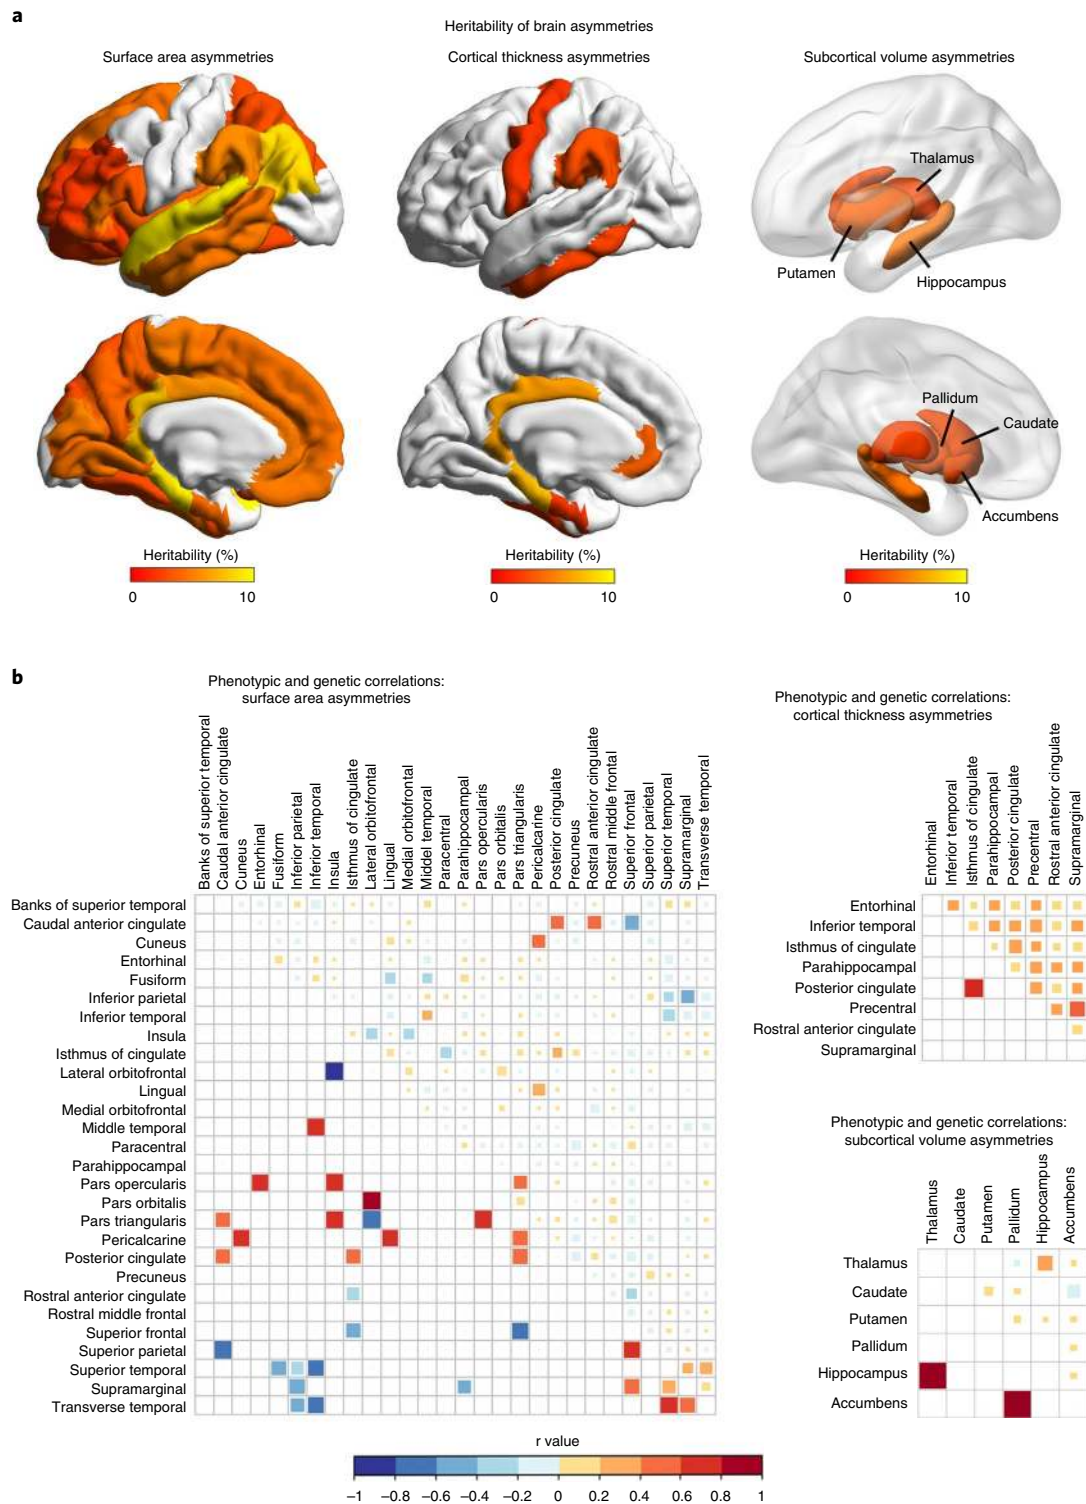 a
Heritability of brain asymmetries
Surface area asymmetries
Cortical thickness asymmetries
Subcortical volume asymmetries
Thalamus
Putamen
Hippocampus
Pallidum
Caudate
Accumbens
Heritability (%)
0 10
Heritability (%)
0 10
Heritability (%)
0 10
b
Phenotypic and genetic correlations:
surface area asymmetries
Banks of superior temporal
Caudal anterior cingulate
Cuneus
Entorhinal
Fusiform
Inferior parietal
Inferior temporal
Insula
Isthmus of cingulate
Lateral orbitofrontal
Lingual
Medial orbitofrontal
Middel temporal
Paracentral
Parahippocampal
Pars opercularis
Pars orbitalis
Pars triangularis
Pericalcarine
Posterior cingulate
Precuneus
Rostral anterior cingulate
Rostral middle frontal
Superior frontal
Superior parietal
Superior temporal
Supramarginal
Transverse temporal
Banks of superior temporal
Caudal anterior cingulate
Cuneus
Entorhinal
Fusiform
Inferior parietal
Inferior temporal
Insula
Isthmus of cingulate
Lateral orbitofrontal
Lingual
Medial orbitofrontal
Middle temporal
Paracentral
Parahippocampal
Pars opercularis
Pars orbitalis
Pars triangularis
Pericalcarine
Posterior cingulate
Precuneus
Rostral anterior cingulate
Rostral middle frontal
Superior frontal
Superior parietal
Superior temporal
Supramarginal
Transverse temporal
Phenotypic and genetic correlations:
cortical thickness asymmetries
Entorhinal
Inferior temporal
Isthmus of cingulate
Parahippocampal
Posterior cingulate
Precentral
Rostral anterior cingulate
Supramarginal
Entorhinal
Inferior temporal
Isthmus of cingulate
Parahippocampal
Posterior cingulate
Precentral
Rostral anterior cingulate
Supramarginal
Phenotypic and genetic correlations:
subcortical volume asymmetries
Thalamus
Caudate
Putamen
Pallidum
Hippocampus
Accumbens
Thalamus
Caudate
Putamen
Pallidum
Hippocampus
Accumbens
r value
−1 −0.8 −0.6 −0.4 −0.2 0 0.2 0.4 0.6 0.8 1